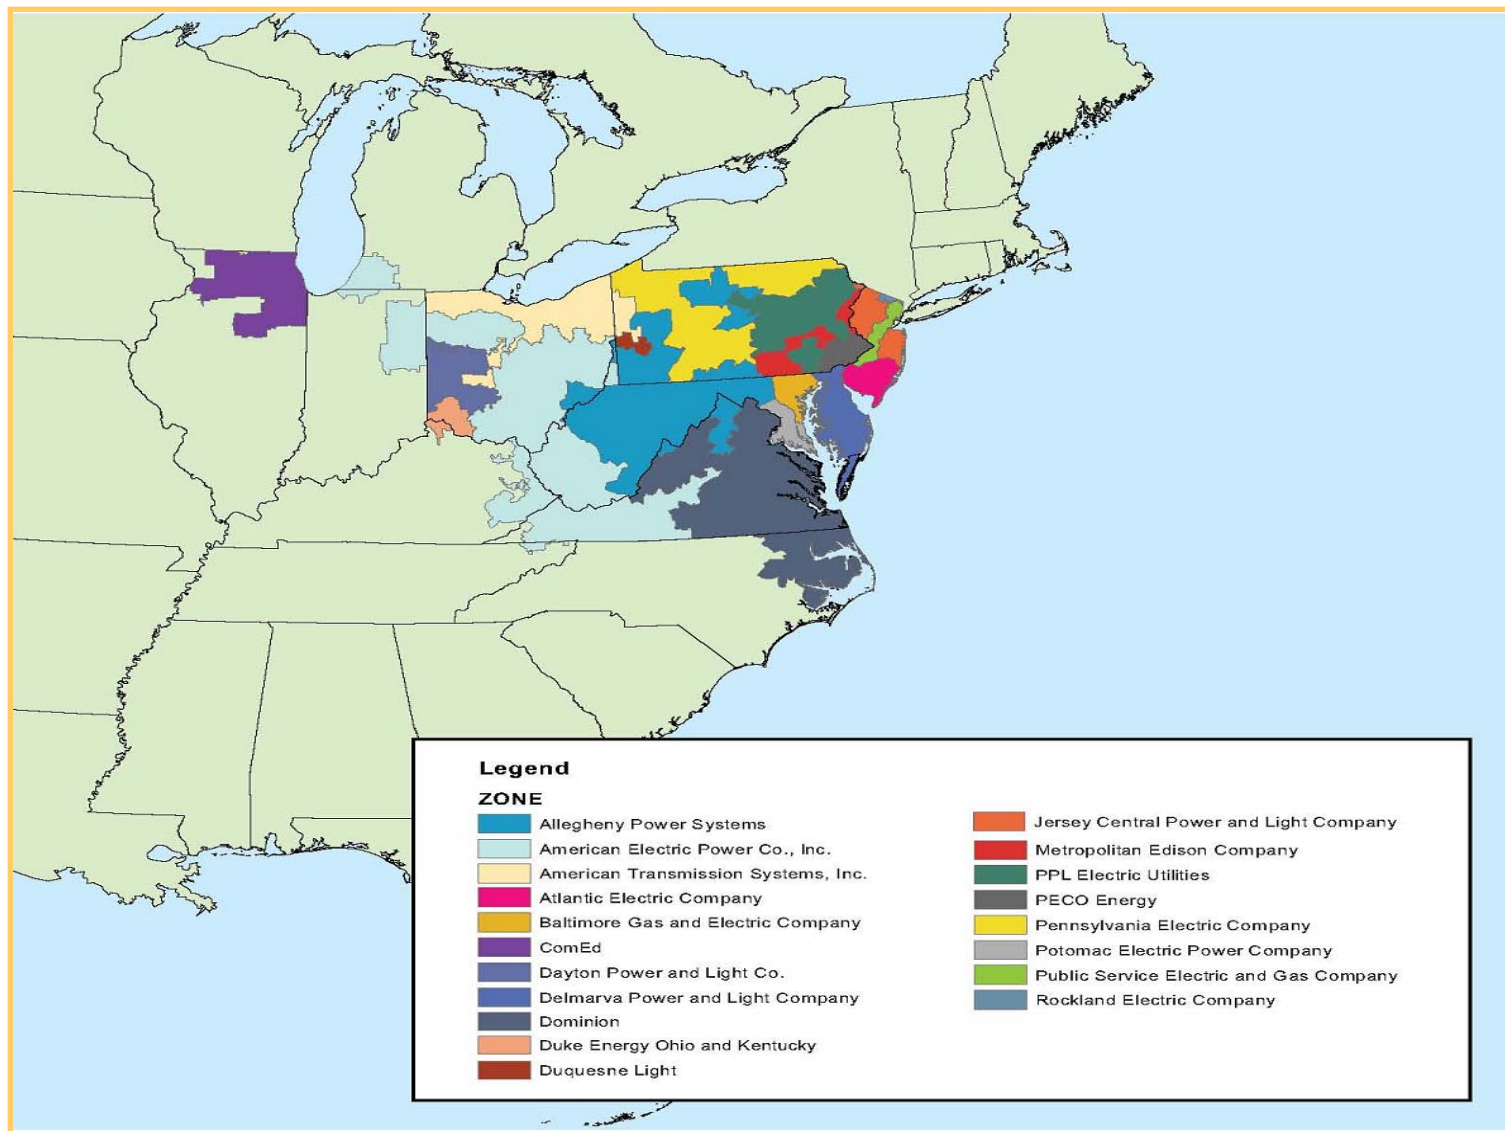 Legend
ZONE
Allegheny Power Systems
American Electric Power Co., Inc.
American Transmission Systems, Inc.
Atlantic Electric Company
Baltimore Gas and Electric Company
ComEd
Dayton Power and Light Co.
Delmarva Power and Light Company
Dominion
Duke Energy Ohio and Kentucky
Duquesne Light
Jersey Central Power and Light Company
Metropolitan Edison Company
PPL Electric Utilities
PECO Energy
Pennsylvania Electric Company
Potomac Electric Power Company
Public Service Electric and Gas Company
Rockland Electric Company